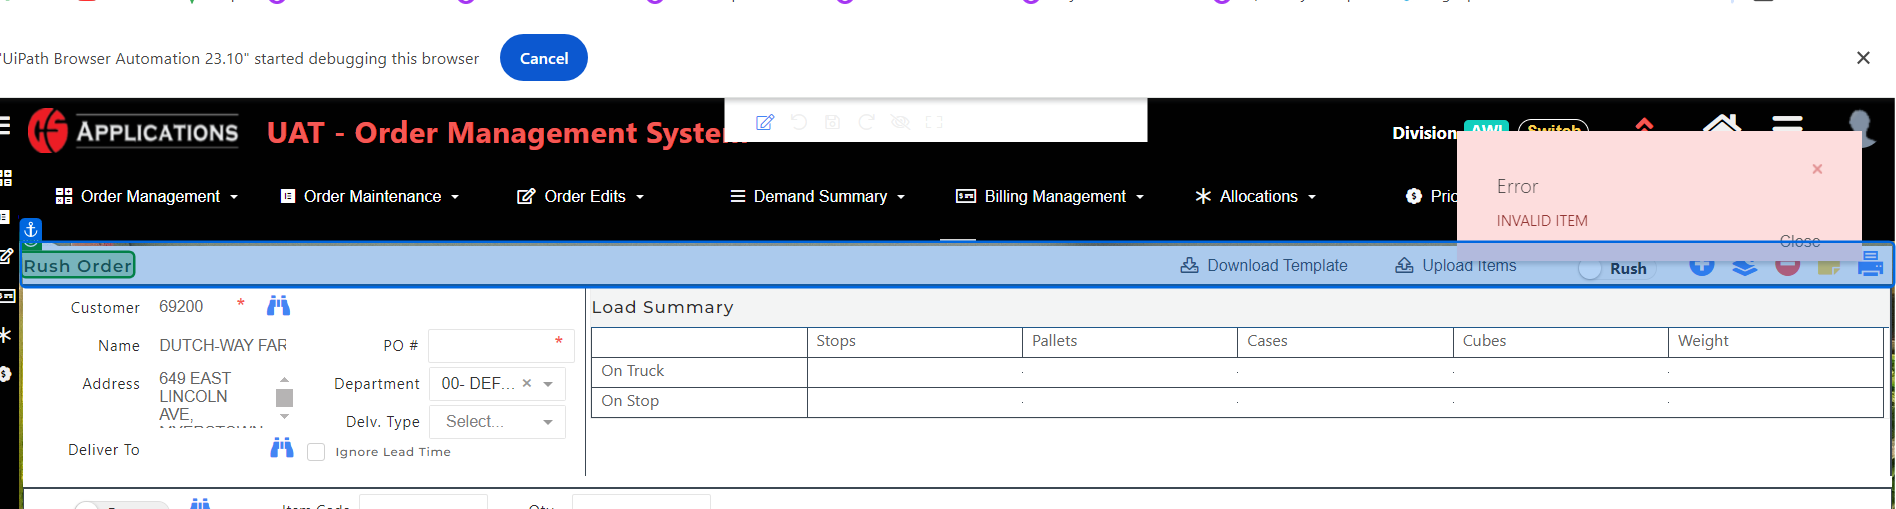 UiPath Browser Automation 23.10" started debugging this browser
Cancel
APPLICATIONS
UAT - Order Management System
Division AWI Switch
Order Management
Order Maintenance
Order Edits
Demand Summary
Billing Management
Allocations
Error
INVALID ITEM
Close
Rush Order
Download Template
Upload Items
Rush
Customer 69200 *
Name DUTCH-WAY FAR
PO # *
Address 649 EAST
LINCOLN
AVE,
Department 00- DEF...
Delv. Type Select...
Deliver To
Ignore Lead Time
Load Summary
Stops Pallets Cases Cubes Weight
On Truck
On Stop
Item Code
Qty